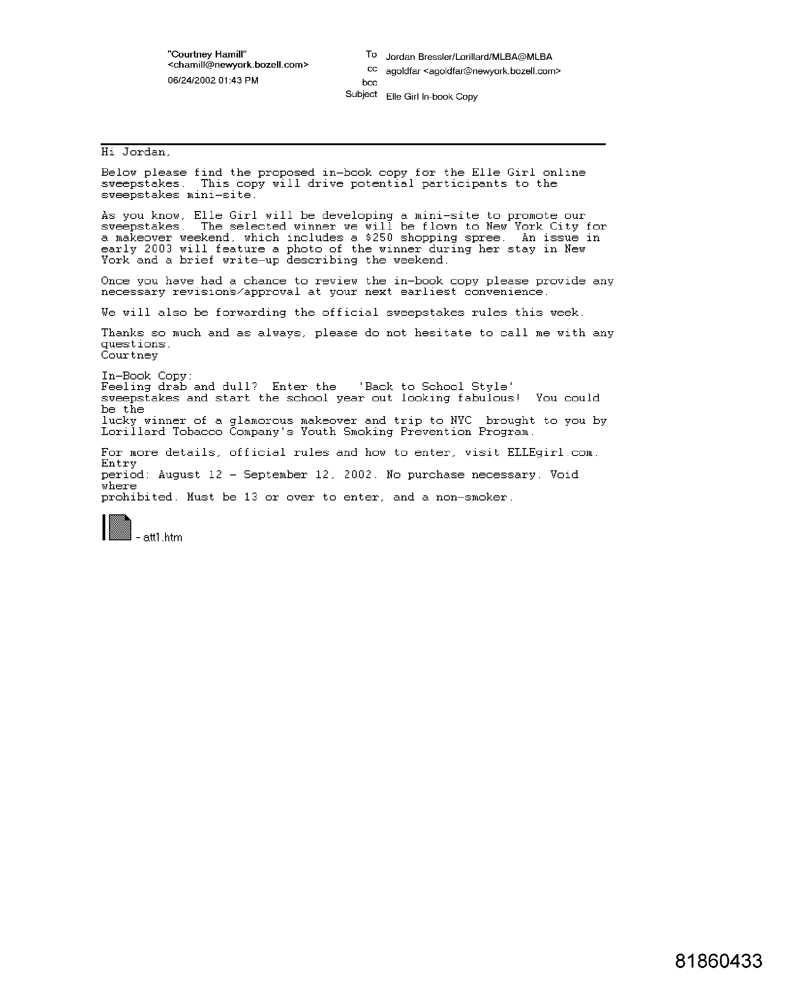 "Courtney Hamill"
<chamill@newyork.bozell.com>
06/24/2002 01:43 PM
To Jordan Bressler/Lorillard/MLBA@MLBA
cc agoldfar <agoldfar@newyork.bozell.com>
bcc
Subject Elle Girl In-book Copy
Hi Jordan,
Below please find the proposed in-book copy for the Elle Girl online
sweepstakes.  This copy will drive potential participants to the
sweepstakes mini-site.
As you know, Elle Girl will be developing a mini-site to promote our
sweepstakes.  The selected winner we will be flown to New York City for
a makeover weekend, which includes a $250 shopping spree.  An issue in
early 2003 will feature a photo of the winner during her stay in New
York and a brief write-up describing the weekend.
Once you have had a chance to review the in-book copy please provide any
necessary revisions/approval at your next earliest convenience.
We will also be forwarding the official sweepstakes rules this week.
Thanks so much and as always, please do not hesitate to call me with any
questions.
Courtney
In-Book Copy:
Feeling drab and dull?  Enter the   'Back to School Style'
sweepstakes and start the school year out looking fabulous!  You could
be the
lucky winner of a glamorous makeover and trip to NYC  brought to you by
Lorillard Tobacco Company's Youth Smoking Prevention Program.
For more details, official rules and how to enter, visit ELLEgirl.com.
Entry
period: August 12 - September 12, 2002. No purchase necessary. Void
where
prohibited. Must be 13 or over to enter, and a non-smoker.
- att1.htm
81860433